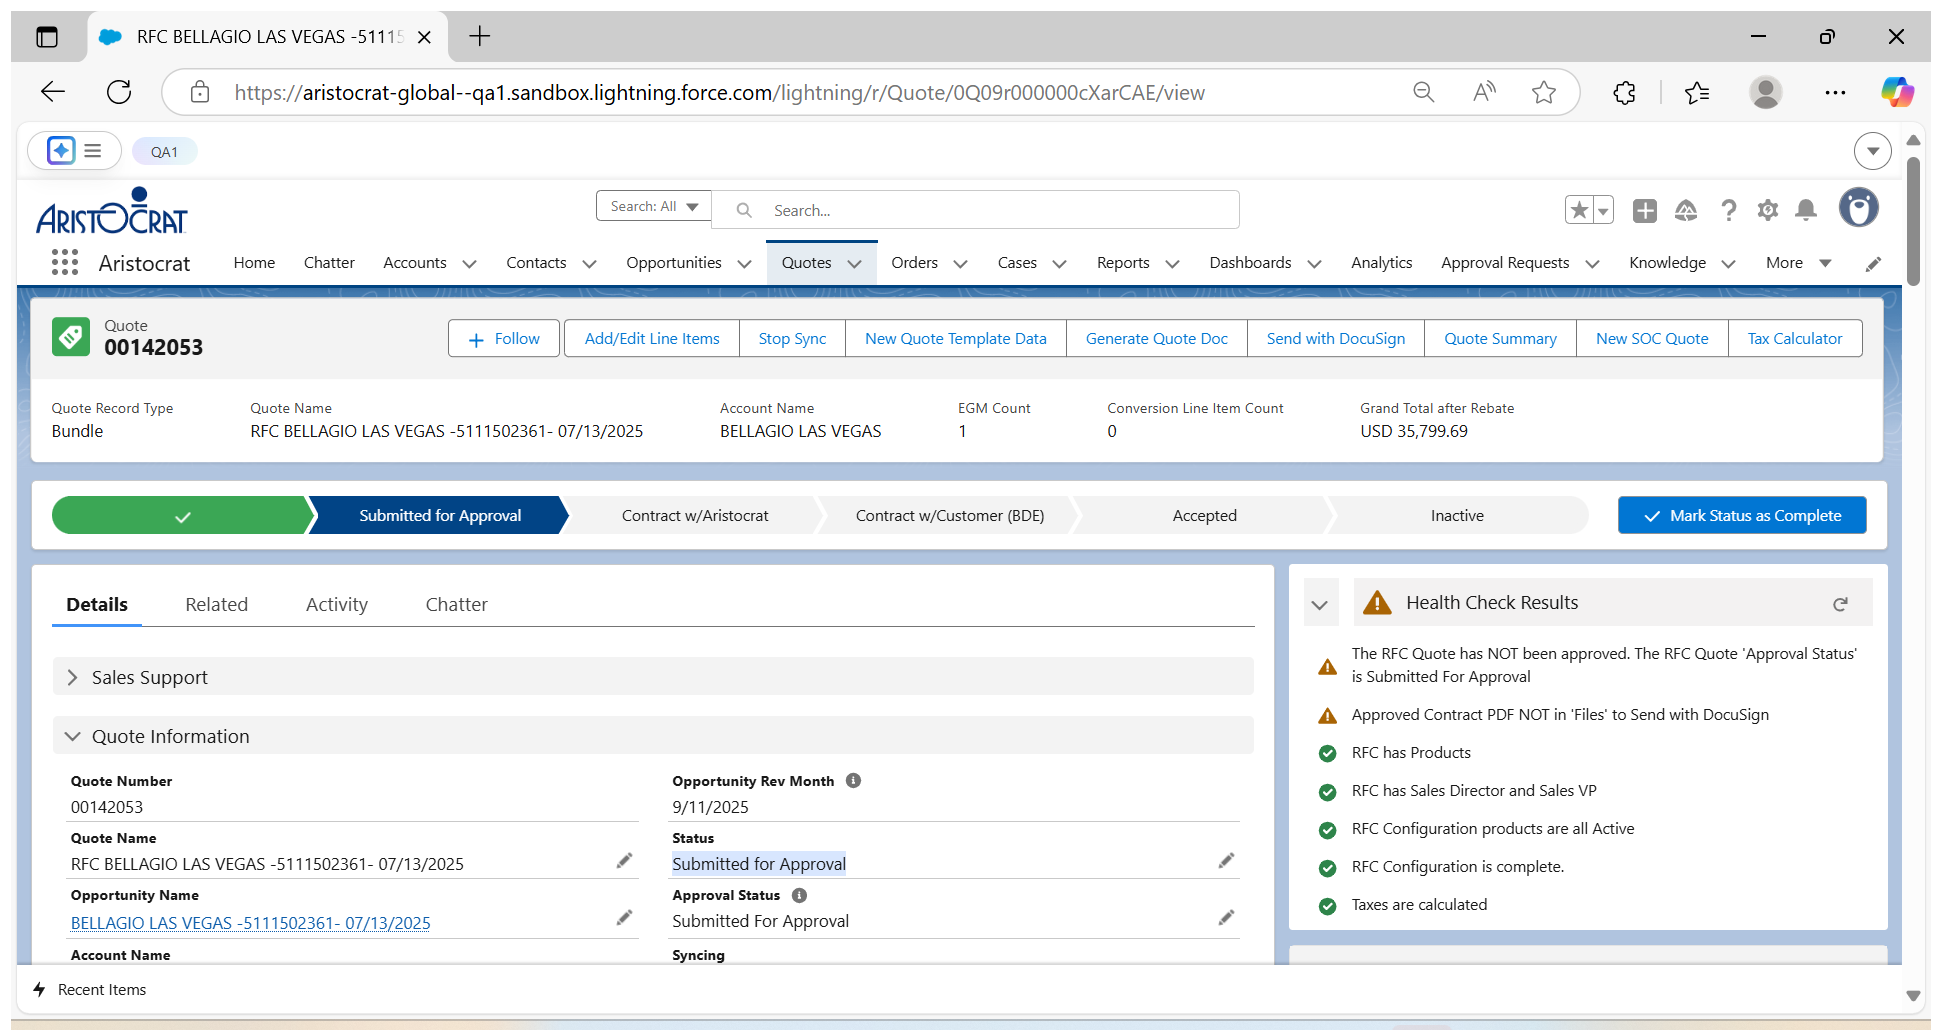 RFC BELLAGIO LAS VEGAS -51115
https://aristocrat-global--qa1.sandbox.lightning.force.com/lightning/r/Quote/0Q09r000000cXarCAE/view
QA1
ARISTOCRAT
Search: All
Search...
Aristocrat
Home
Chatter
Accounts
Contacts
Opportunities
Quotes
Orders
Cases
Reports
Dashboards
Analytics
Approval Requests
Knowledge
More
Quote
00142053
Follow
Add/Edit Line Items
Stop Sync
New Quote Template Data
Generate Quote Doc
Send with DocuSign
Quote Summary
New SOC Quote
Tax Calculator
Quote Record Type
Bundle
Quote Name
RFC BELLAGIO LAS VEGAS -5111502361- 07/13/2025
Account Name
BELLAGIO LAS VEGAS
EGM Count
1
Conversion Line Item Count
0
Grand Total after Rebate
USD 35,799.69
Submitted for Approval
Contract w/Aristocrat
Contract w/Customer (BDE)
Accepted
Inactive
Mark Status as Complete
Details
Related
Activity
Chatter
Sales Support
Quote Information
Quote Number
00142053
Quote Name
RFC BELLAGIO LAS VEGAS -5111502361- 07/13/2025
Opportunity Name
BELLAGIO LAS VEGAS -5111502361- 07/13/2025
Account Name
Opportunity Rev Month
9/11/2025
Status
Submitted for Approval
Approval Status
Submitted For Approval
Syncing
Health Check Results
The RFC Quote has NOT been approved. The RFC Quote 'Approval Status'
is Submitted For Approval
Approved Contract PDF NOT in 'Files' to Send with DocuSign
RFC has Products
RFC has Sales Director and Sales VP
RFC Configuration products are all Active
RFC Configuration is complete.
Taxes are calculated
Recent Items